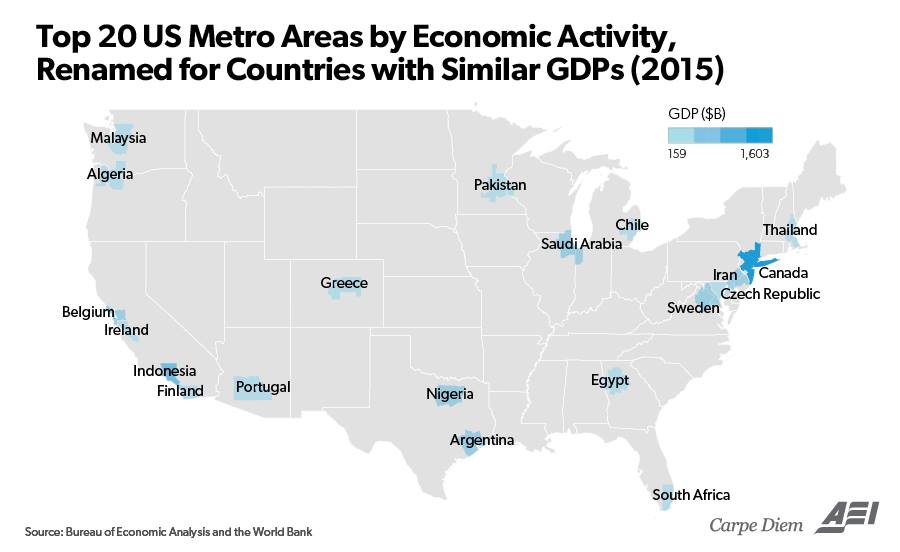 Top 20 US Metro Areas by Economic Activity,
Renamed for Countries with Similar GDPs (2015)
GDP ($B)
159 1,603
Malaysia
Algeria
Pakistan
Chile
Thailand
Saudi Arabia
Iran
Canada
Greece
Czech Republic
Sweden
Belgium
Ireland
Indonesia
Finland
Portugal
Egypt
Nigeria
Argentina
South Africa
Source: Bureau of Economic Analysis and the World Bank
Carpe Diem AEI